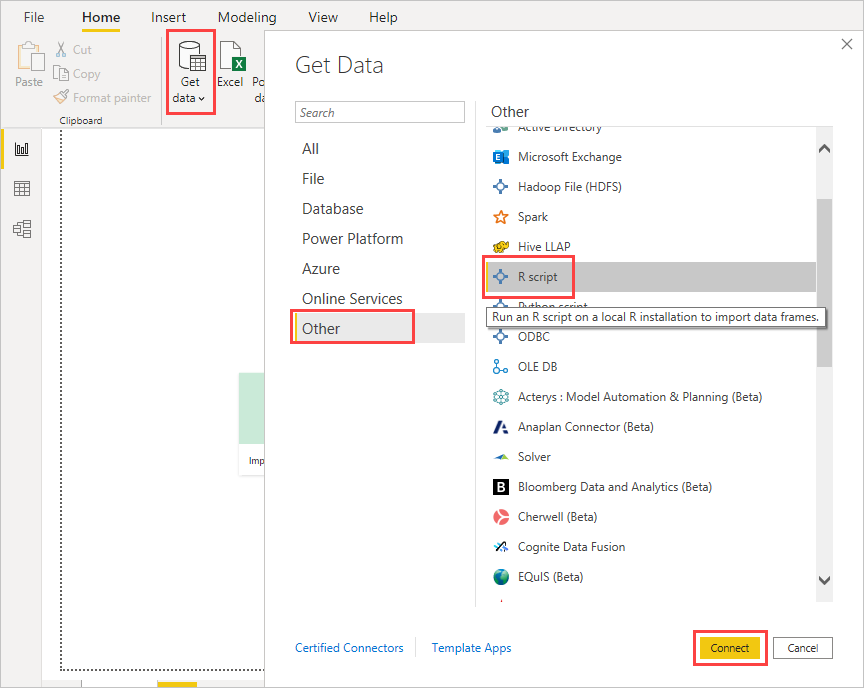 File Home Insert Modeling View Help
Paste
Cut
Copy
Format painter
Clipboard
Get
data
Excel
Get Data
Search
All
File
Database
Power Platform
Azure
Online Services
Other
Other
Active Directory
Microsoft Exchange
Hadoop File (HDFS)
Spark
Hive LLAP
R script
Python script
Run an R script on a local R installation to import data frames.
ODBC
OLE DB
Acterys : Model Automation & Planning (Beta)
Anaplan Connector (Beta)
Solver
Bloomberg Data and Analytics (Beta)
Cherwell (Beta)
Cognite Data Fusion
EQuIS (Beta)
Imp
Certified Connectors
Template Apps
Connect
Cancel